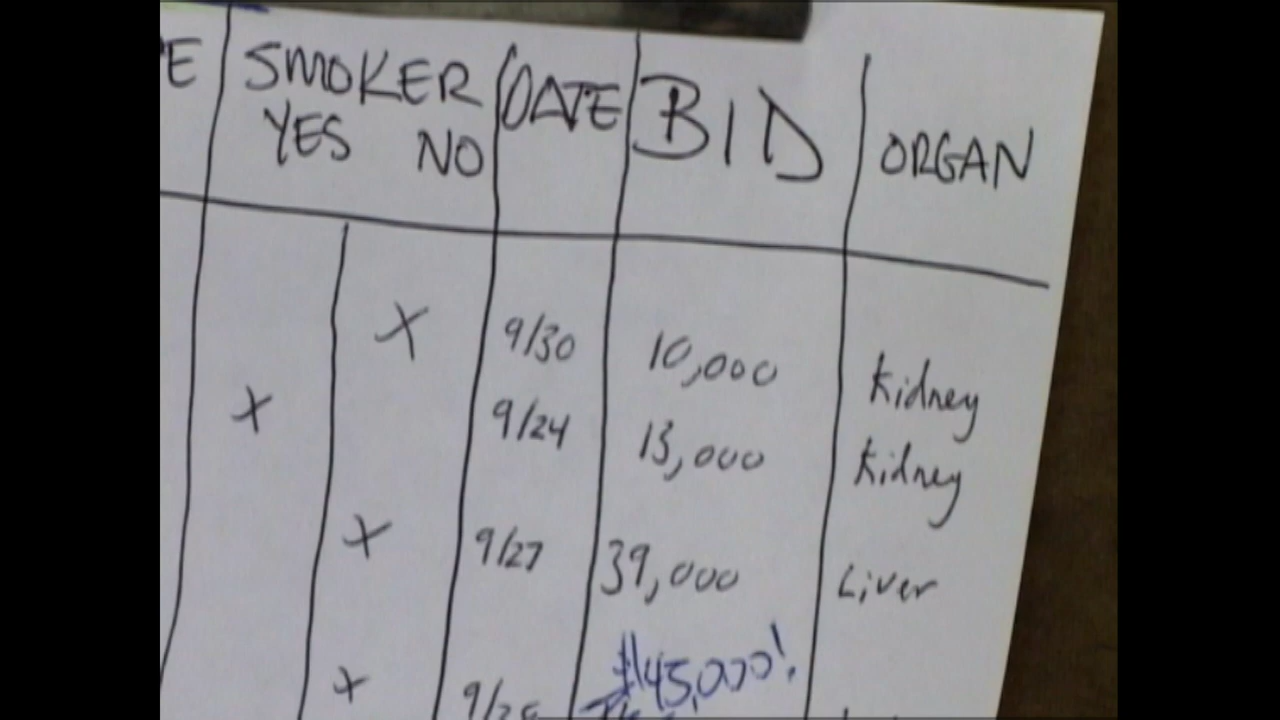 E SMOKER DATE BID ORGAN
YES NO
X 9/30 10,000 Kidney
X 9/24 13,000 Kidney
X 9/27 39,000 Liver
$145,000!
X